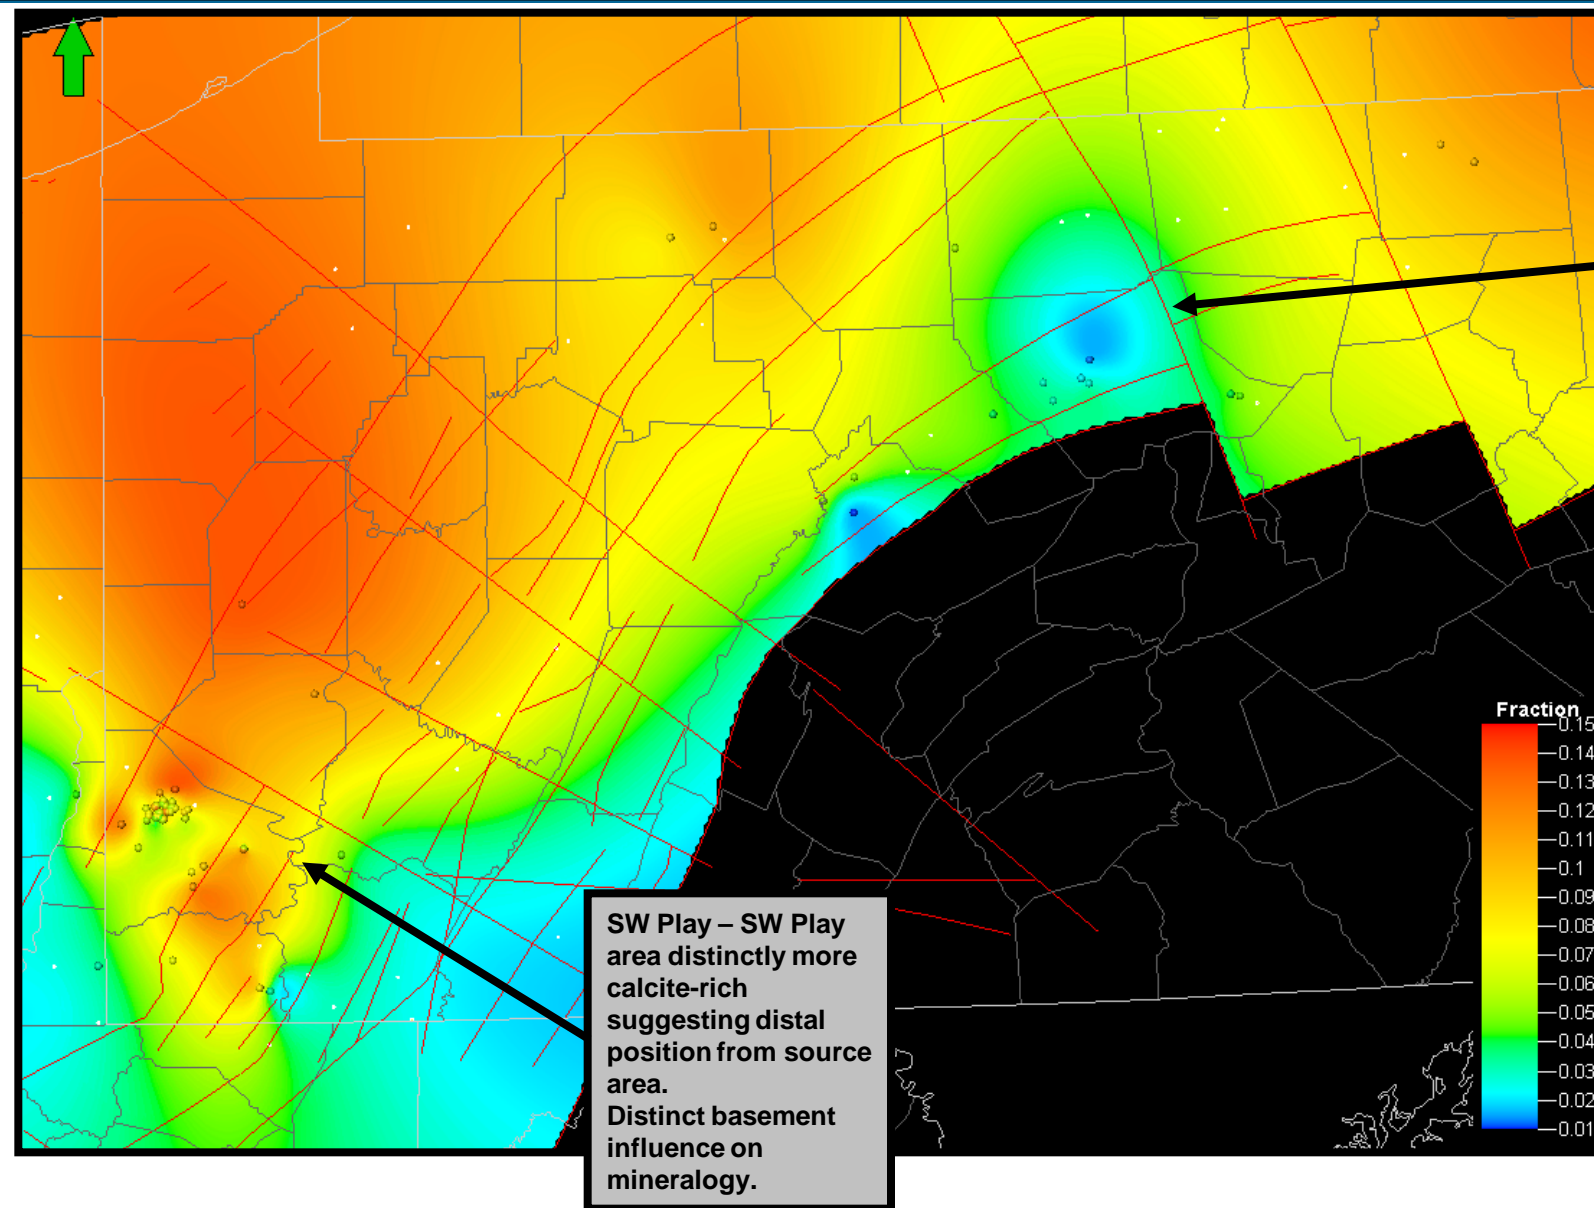 Fraction
0.15
0.14
0.13
0.12
0.11
0.1
0.09
0.08
0.07
0.06
0.05
0.04
0.03
0.02
0.01
SW Play – SW Play
area distinctly more
calcite-rich
suggesting distal
position from source
area.
Distinct basement
influence on
mineralogy.